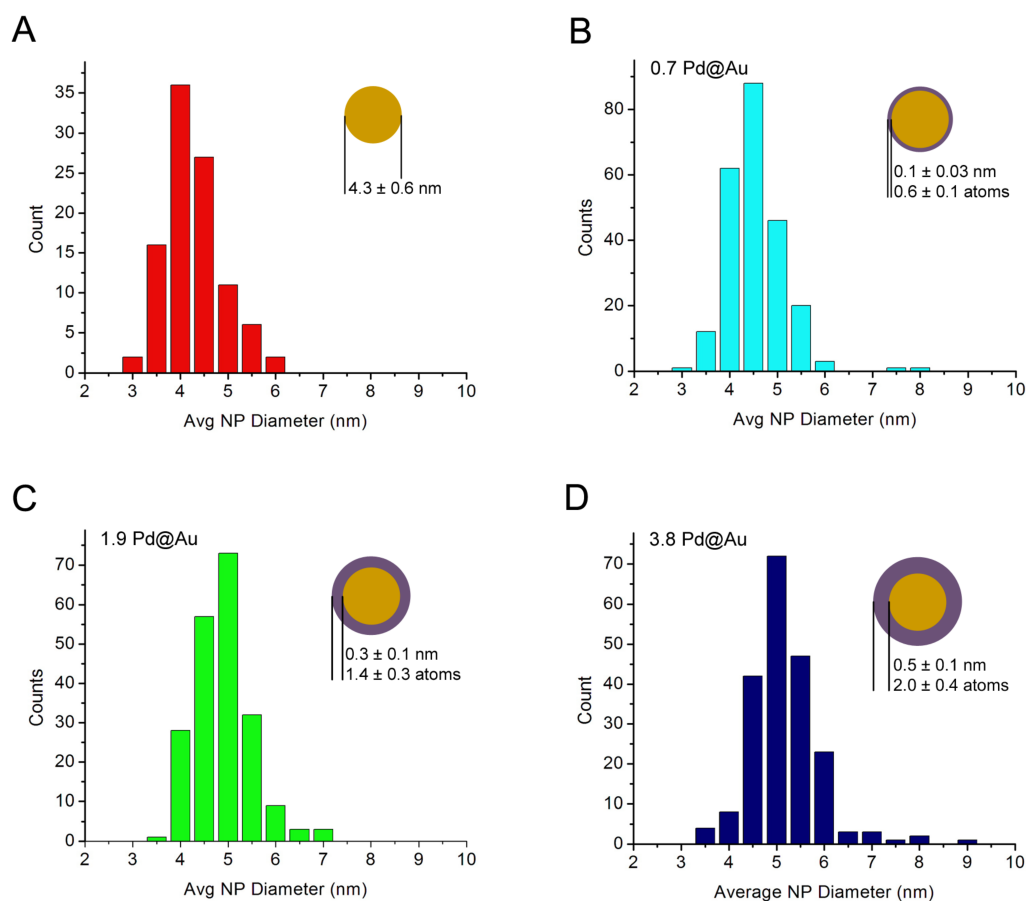 A
Count
35
30
25
20
15
10
5
0
4.3 ± 0.6 nm
2 3 4 5 6 7 8 9 10
Avg NP Diameter (nm)
B
0.7 Pd@Au
Counts
80
60
40
20
0
0.1 ± 0.03 nm
0.6 ± 0.1 atoms
2 3 4 5 6 7 8 9 10
Avg NP Diameter (nm)
C
1.9 Pd@Au
Counts
70
60
50
40
30
20
10
0
0.3 ± 0.1 nm
1.4 ± 0.3 atoms
2 3 4 5 6 7 8 9 10
Avg NP Diameter (nm)
D
3.8 Pd@Au
Count
70
60
50
40
30
20
10
0
0.5 ± 0.1 nm
2.0 ± 0.4 atoms
2 3 4 5 6 7 8 9 10
Average NP Diameter (nm)